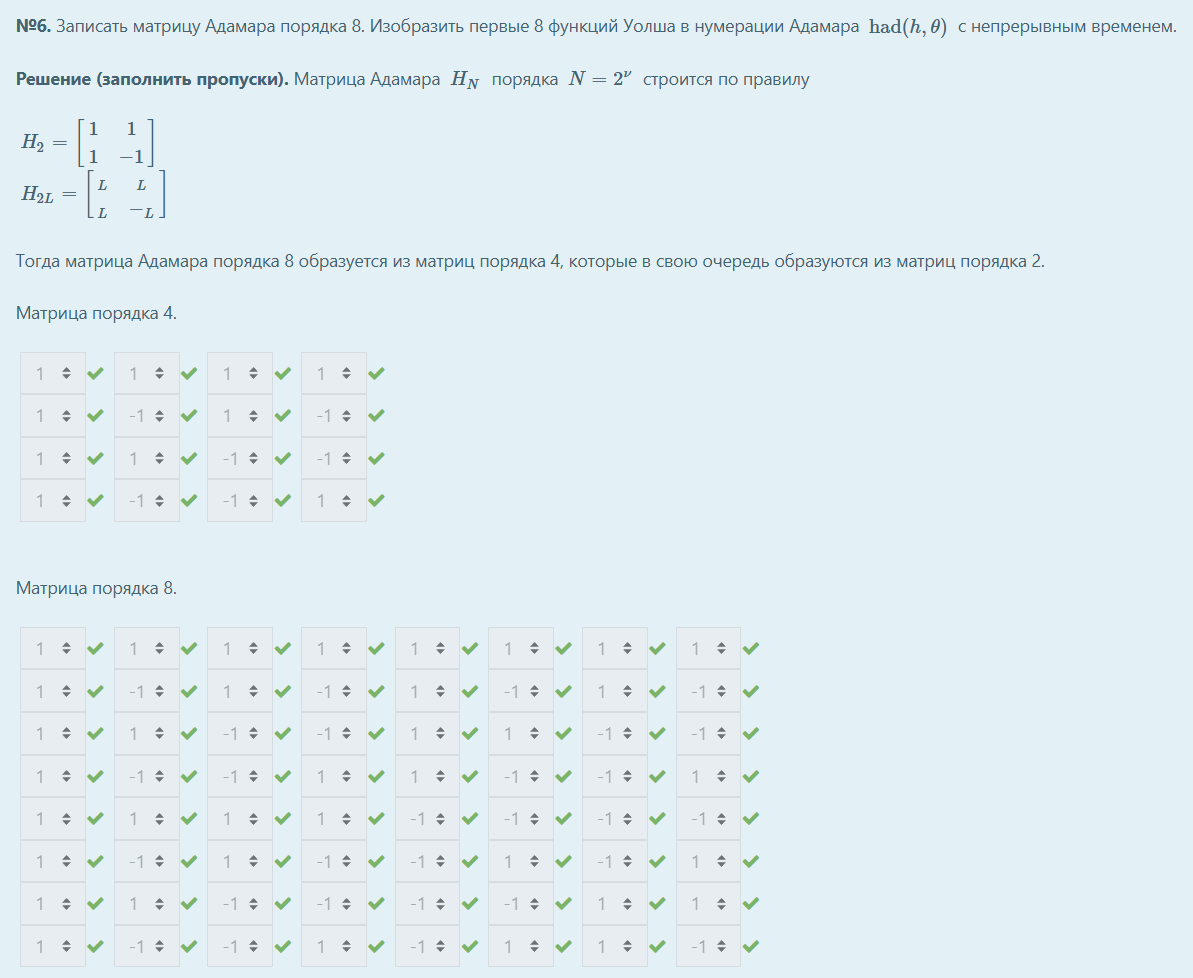 №6. Записать матрицу Адамара порядка 8. Изобразить первые 8 функций Уолша в нумерации Адамара had(h, θ) с непрерывным временем.
Решение (заполнить пропуски). Матрица Адамара H_N порядка N = 2^ν строится по правилу
H_2 = [1 1
1 −1]
H_2L = [L L
L −L]
Тогда матрица Адамара порядка 8 образуется из матриц порядка 4, которые в свою очередь образуются из матриц порядка 2.
Матрица порядка 4.
1 1 1 1
1 -1 1 -1
1 1 -1 -1
1 -1 -1 1
Матрица порядка 8.
1 1 1 1 1 1 1 1
1 -1 1 -1 1 -1 1 -1
1 1 -1 -1 1 1 -1 -1
1 -1 -1 1 1 -1 -1 1
1 1 1 1 -1 -1 -1 -1
1 -1 1 -1 -1 1 -1 1
1 1 -1 -1 -1 -1 1 1
1 -1 -1 1 -1 1 1 -1